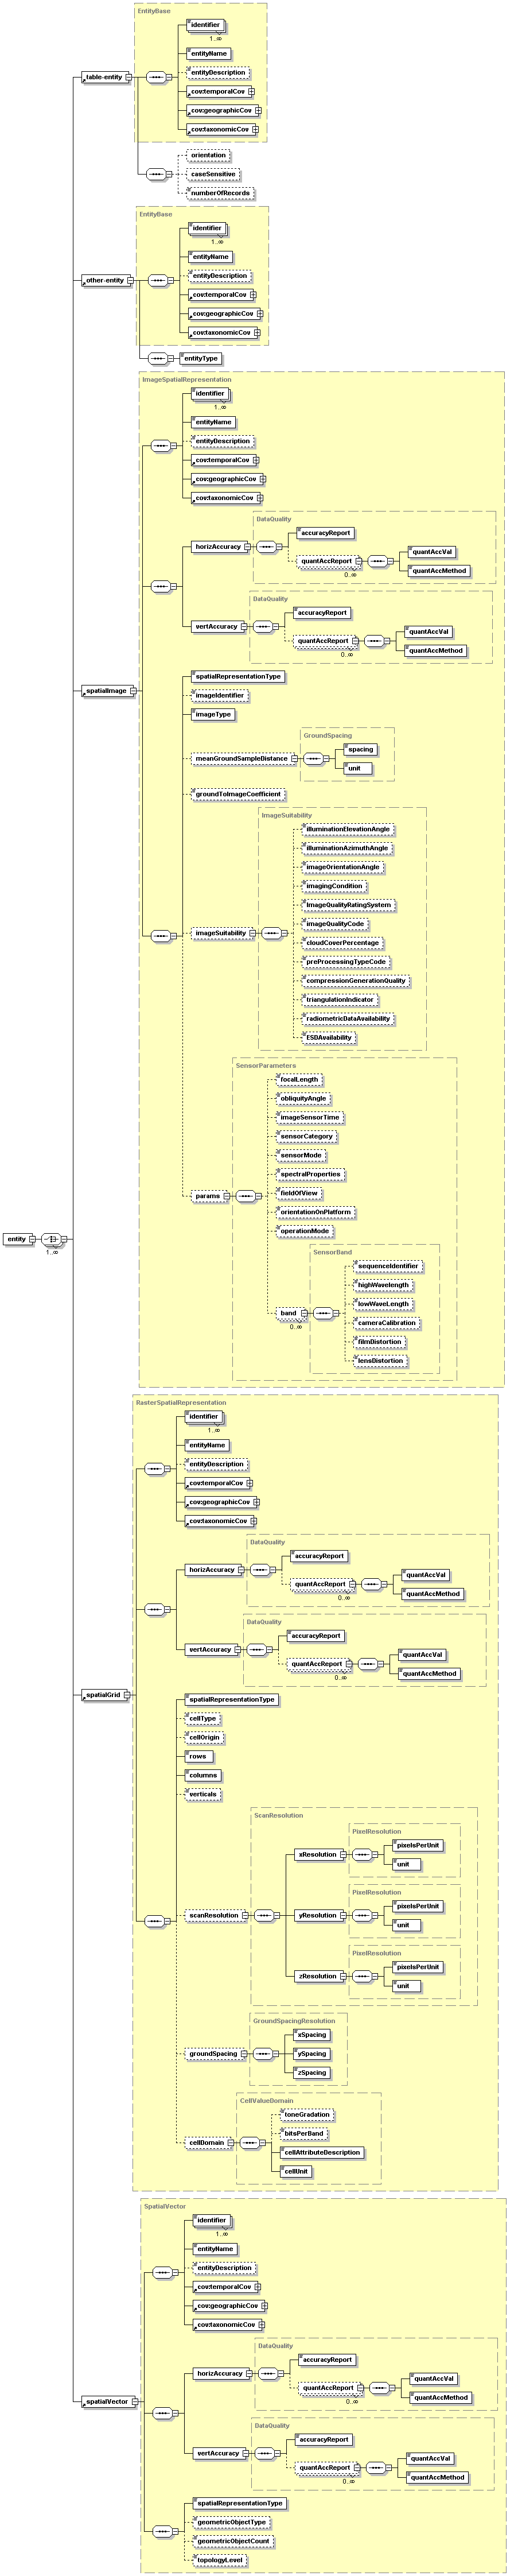 EntityBase
identifier
1..∞
entityName
entityDescription
table-entity
cov:temporalCov
cov:geographicCov
cov:taxonomicCov
orientation
caseSensitive
numberOfRecords
EntityBase
identifier
1..∞
entityName
entityDescription
other-entity
cov:temporalCov
cov:geographicCov
cov:taxonomicCov
entityType
ImageSpatialRepresentation
identifier
1..∞
entityName
entityDescription
cov:temporalCov
cov:geographicCov
cov:taxonomicCov
DataQuality
accuracyReport
horizAccuracy
quantAccVal
quantAccReport
quantAccMethod
0..∞
DataQuality
accuracyReport
vertAccuracy
quantAccVal
quantAccReport
quantAccMethod
0..∞
spatialRepresentationType
spatialImage
imageIdentifier
imageType
GroundSpacing
spacing
meanGroundSampleDistance
unit
groundToImageCoefficient
ImageSuitability
illuminationElevationAngle
illuminationAzimuthAngle
imageOrientationAngle
imagingCondition
imageQualityRatingSystem
imageQualityCode
imageSuitability
cloudCoverPercentage
preProcessingTypeCode
compressionGenerationQuality
triangulationIndicator
radiometricDataAvailability
ESDAvailability
SensorParameters
focalLength
obliquityAngle
imageSensorTime
sensorCategory
sensorMode
spectralProperties
params
fieldOfView
orientationOnPlatform
operationMode
entity
1..∞
SensorBand
sequenceIdentifier
highWavelength
lowWaveLength
band
0..∞
cameraCalibration
filmDistortion
lensDistortion
RasterSpatialRepresentation
identifier
1..∞
entityName
entityDescription
cov:temporalCov
cov:geographicCov
cov:taxonomicCov
DataQuality
accuracyReport
horizAccuracy
quantAccVal
quantAccReport
quantAccMethod
0..∞
DataQuality
accuracyReport
vertAccuracy
quantAccVal
quantAccReport
quantAccMethod
0..∞
spatialGrid
spatialRepresentationType
cellType
cellOrigin
rows
columns
verticals
ScanResolution
PixelResolution
pixelsPerUnit
xResolution
unit
PixelResolution
pixelsPerUnit
scanResolution
yResolution
unit
PixelResolution
pixelsPerUnit
zResolution
unit
GroundSpacingResolution
xSpacing
groundSpacing
ySpacing
zSpacing
CellValueDomain
toneGradation
bitsPerBand
cellDomain
cellAttributeDescription
cellUnit
SpatialVector
identifier
1..∞
entityName
entityDescription
cov:temporalCov
cov:geographicCov
cov:taxonomicCov
DataQuality
accuracyReport
horizAccuracy
quantAccVal
quantAccReport
quantAccMethod
0..∞
spatialVector
DataQuality
accuracyReport
vertAccuracy
quantAccVal
quantAccReport
quantAccMethod
0..∞
spatialRepresentationType
geometricObjectType
geometricObjectCount
topologyLevel